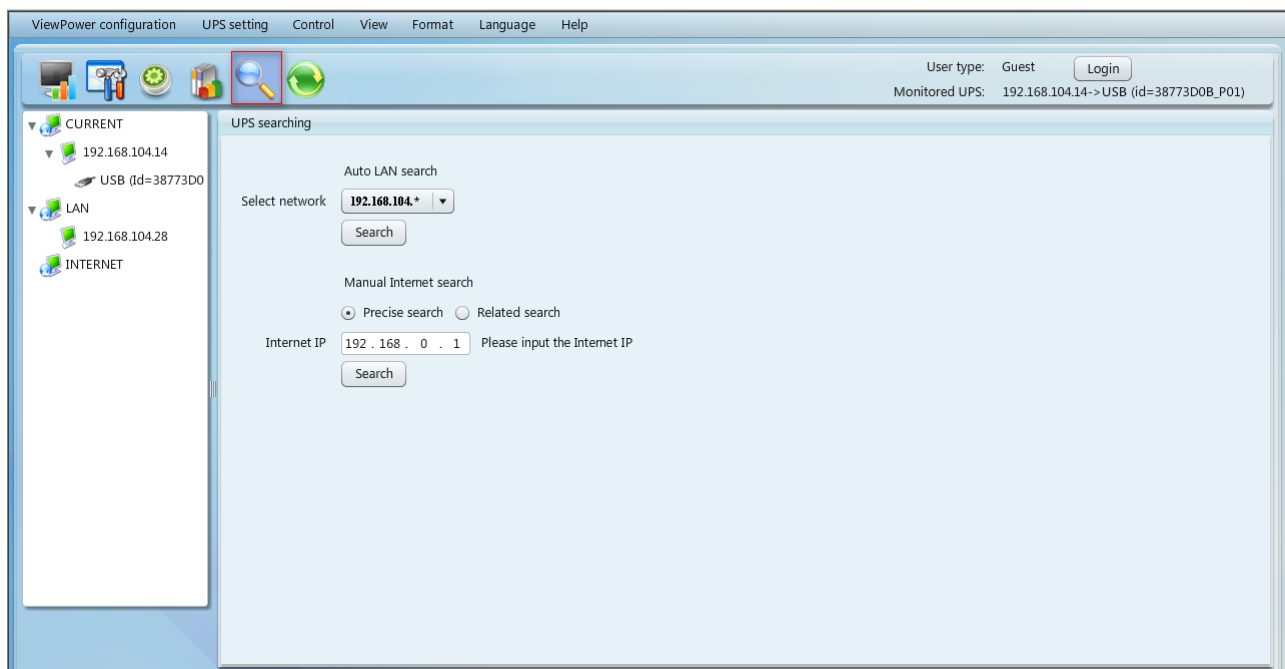 ViewPower configuration UPS setting Control View Format Language Help
User type: Guest Login
Monitored UPS: 192.168.104.14->USB (id=38773D0B_P01)
CURRENT
192.168.104.14
USB (Id=38773D0
LAN
192.168.104.28
INTERNET
UPS searching
Auto LAN search
Select network 192.168.104.*
Search
Manual Internet search
Precise search Related search
Internet IP 192 . 168 . 0 . 1 Please input the Internet IP
Search